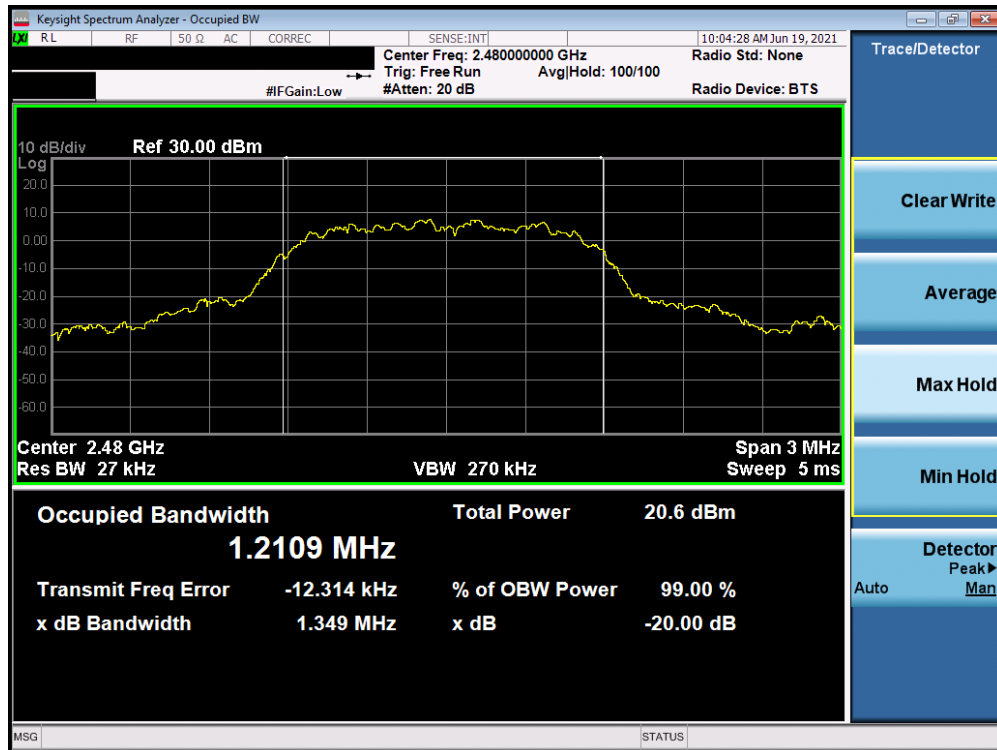 Keysight Spectrum Analyzer - Occupied BW
LXI RL RF 50 Ω AC CORREC SENSE:INT 10:04:28 AM Jun 19, 2021
Center Freq: 2.480000000 GHz Radio Std: None
Trig: Free Run Avg|Hold: 100/100
#IFGain:Low #Atten: 20 dB Radio Device: BTS
Trace/Detector
10 dB/div Ref 30.00 dBm
Log
20.0
10.0
0.00
-10.0
-20.0
-30.0
-40.0
-50.0
-60.0
Center 2.48 GHz Span 3 MHz
Res BW 27 kHz VBW 270 kHz Sweep 5 ms
Occupied Bandwidth Total Power 20.6 dBm
1.2109 MHz
Transmit Freq Error -12.314 kHz % of OBW Power 99.00 %
x dB Bandwidth 1.349 MHz x dB -20.00 dB
Clear Write
Average
Max Hold
Min Hold
Detector
Peak▶
Auto Man
MSG STATUS